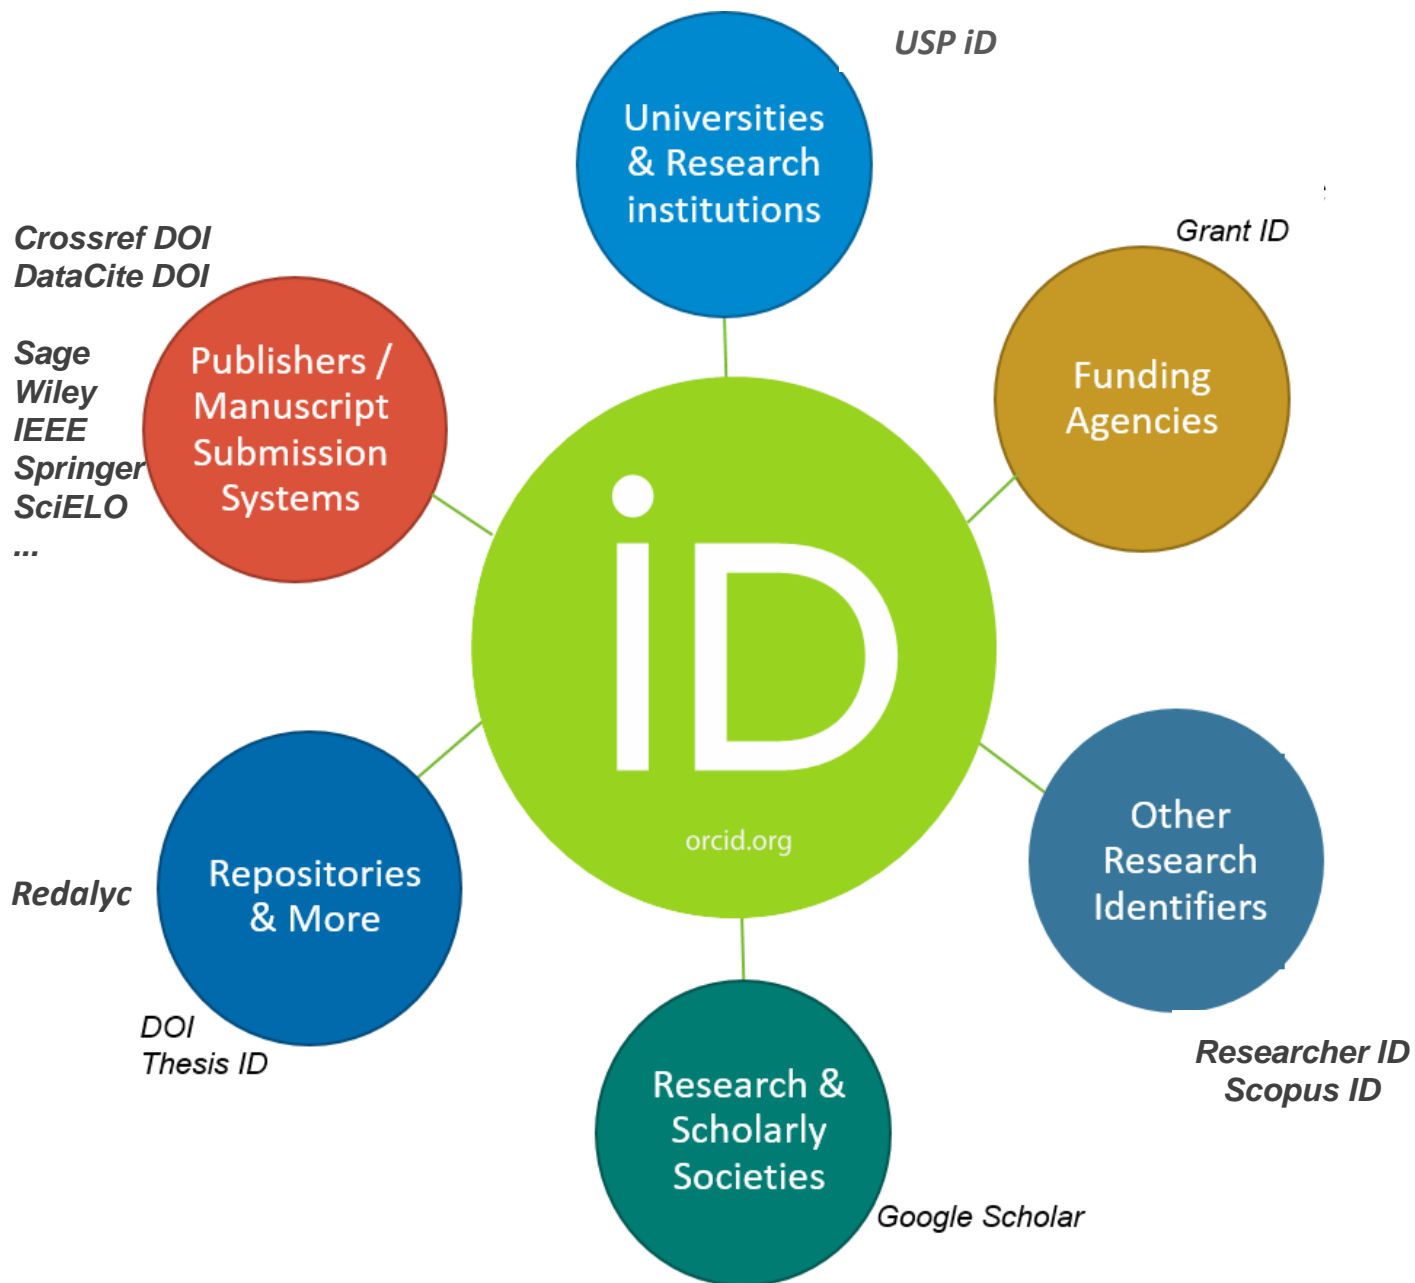 USP iD
Universities
& Research
institutions
Grant ID
Funding
Agencies
Crossref DOI
DataCite DOI
Sage
Wiley
IEEE
Springer
SciELO
...
Publishers /
Manuscript
Submission
Systems
iD
orcid.org
Other
Research
Identifiers
Researcher ID
Scopus ID
Redalyc
Repositories
& More
DOI
Thesis ID
Research &
Scholarly
Societies
Google Scholar